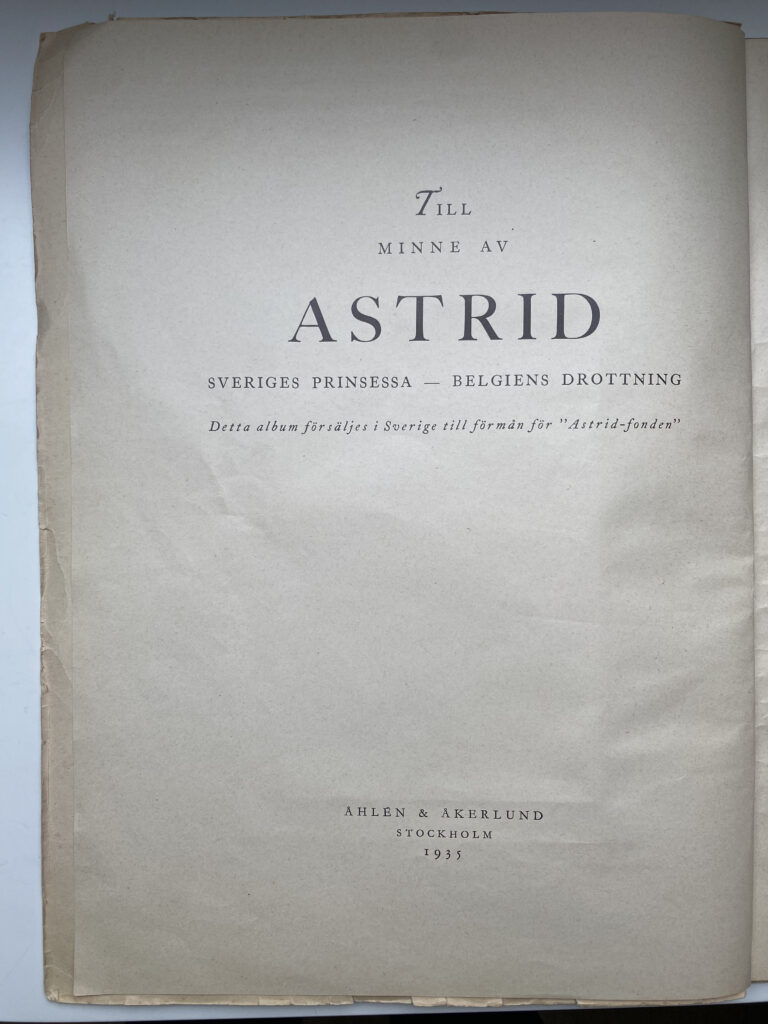 TILL
MINNE AV
ASTRID
SVERIGES PRINSESSA — BELGIENS DROTTNING
Detta album försäljes i Sverige till förmån för ”Astrid-fonden”
ÅHLÉN & ÅKERLUND
STOCKHOLM
1935